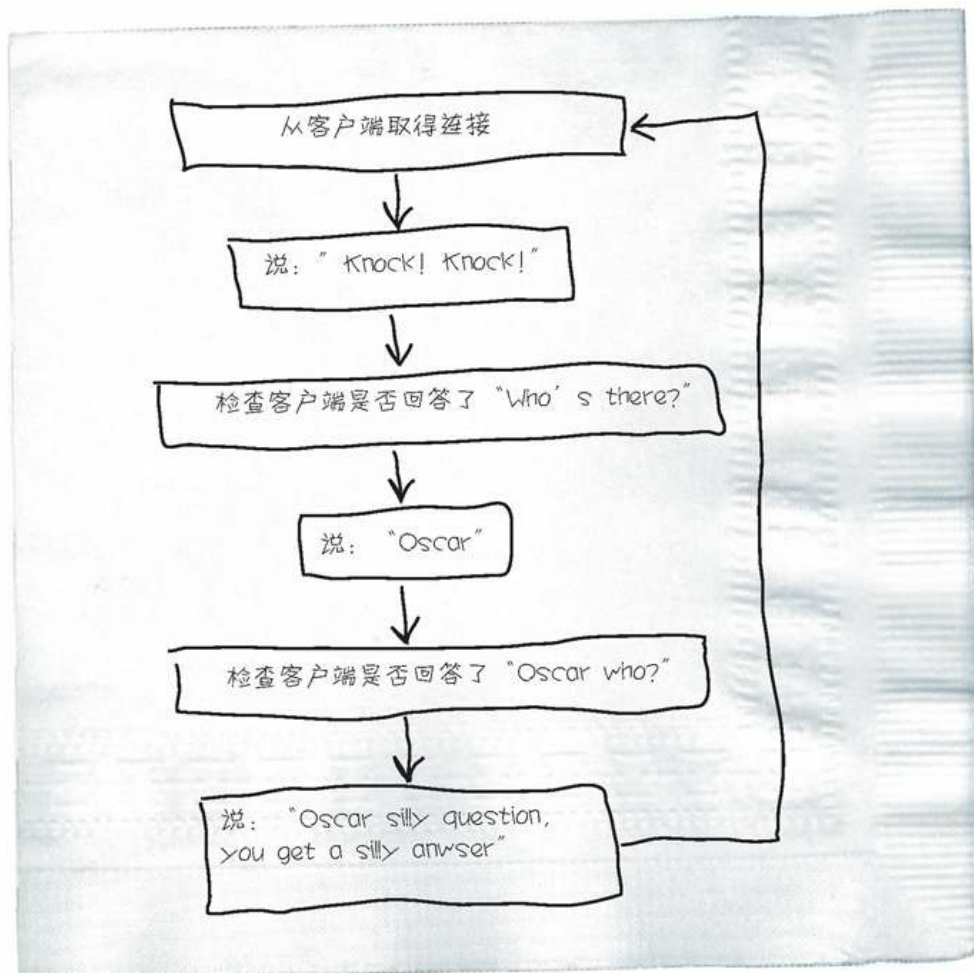 从客户端取得连接
说：“Knock! Knock!”
检查客户端是否回答了“Who’s there?”
说：“Oscar”
检查客户端是否回答了“Oscar who?”
说：“Oscar silly question,
you get a silly anwser”